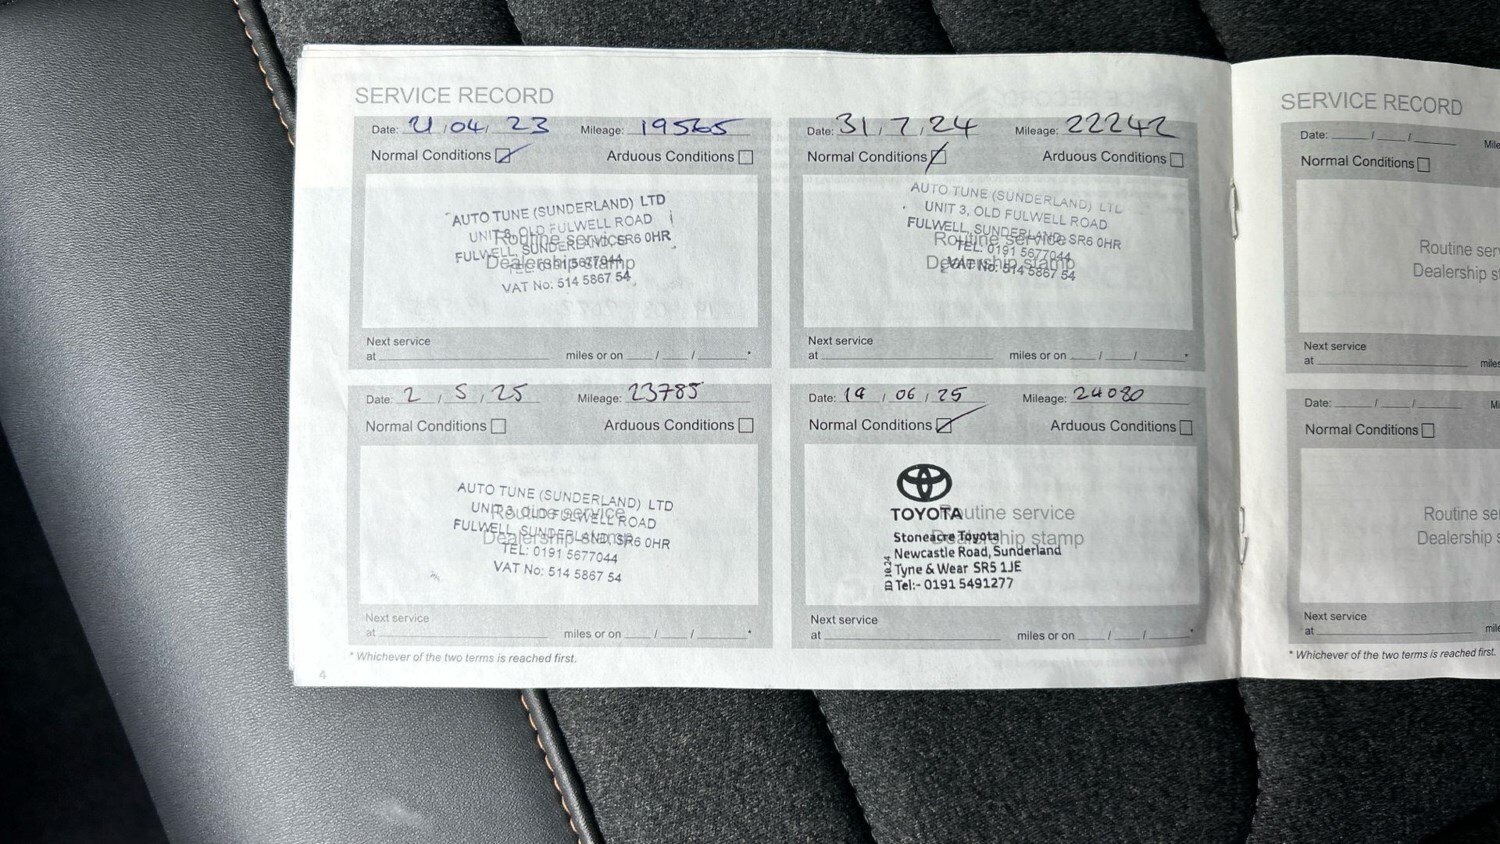 SERVICE RECORD
Date: 21 / 04 / 23 Mileage: 19565
Normal Conditions Arduous Conditions
AUTO TUNE (SUNDERLAND) LTD
UNIT 3, OLD FULWELL ROAD
FULWELL, SUNDERLAND, SR6 0HR
TEL: 0191 5677044
VAT No: 514 5867 54
Routine service
Dealership stamp
Next service
at miles or on / / *
Date: 31 / 7 / 24 Mileage: 22242
Normal Conditions Arduous Conditions
AUTO TUNE (SUNDERLAND) LTD
UNIT 3, OLD FULWELL ROAD
FULWELL, SUNDERLAND, SR6 0HR
TEL: 0191 5677044
VAT No: 514 5867 54
Routine service
Dealership stamp
Next service
at miles or on / / *
Date: 2 / 5 / 25 Mileage: 23785
Normal Conditions Arduous Conditions
AUTO TUNE (SUNDERLAND) LTD
UNIT 3, OLD FULWELL ROAD
FULWELL, SUNDERLAND, SR6 0HR
TEL: 0191 5677044
VAT No: 514 5867 54
Routine service
Dealership stamp
Next service
at miles or on / / *
Date: / 06 / 25 Mileage: 24080
Normal Conditions Arduous Conditions
TOYOTA
Stoneacre Toyota
Newcastle Road, Sunderland
Tyne & Wear SR5 1JE
Tel:- 0191 5491277
Routine service
Dealership stamp
Next service
at miles or on / / *
* Whichever of the two terms is reached first.
4
SERVICE RECORD
Date: / / Mile
Normal Conditions
Routine ser
Dealership s
Next service
at miles
Date: / / Mi
Normal Conditions
Routine se
Dealership s
Next service
at mile
* Whichever of the two terms is reached first.